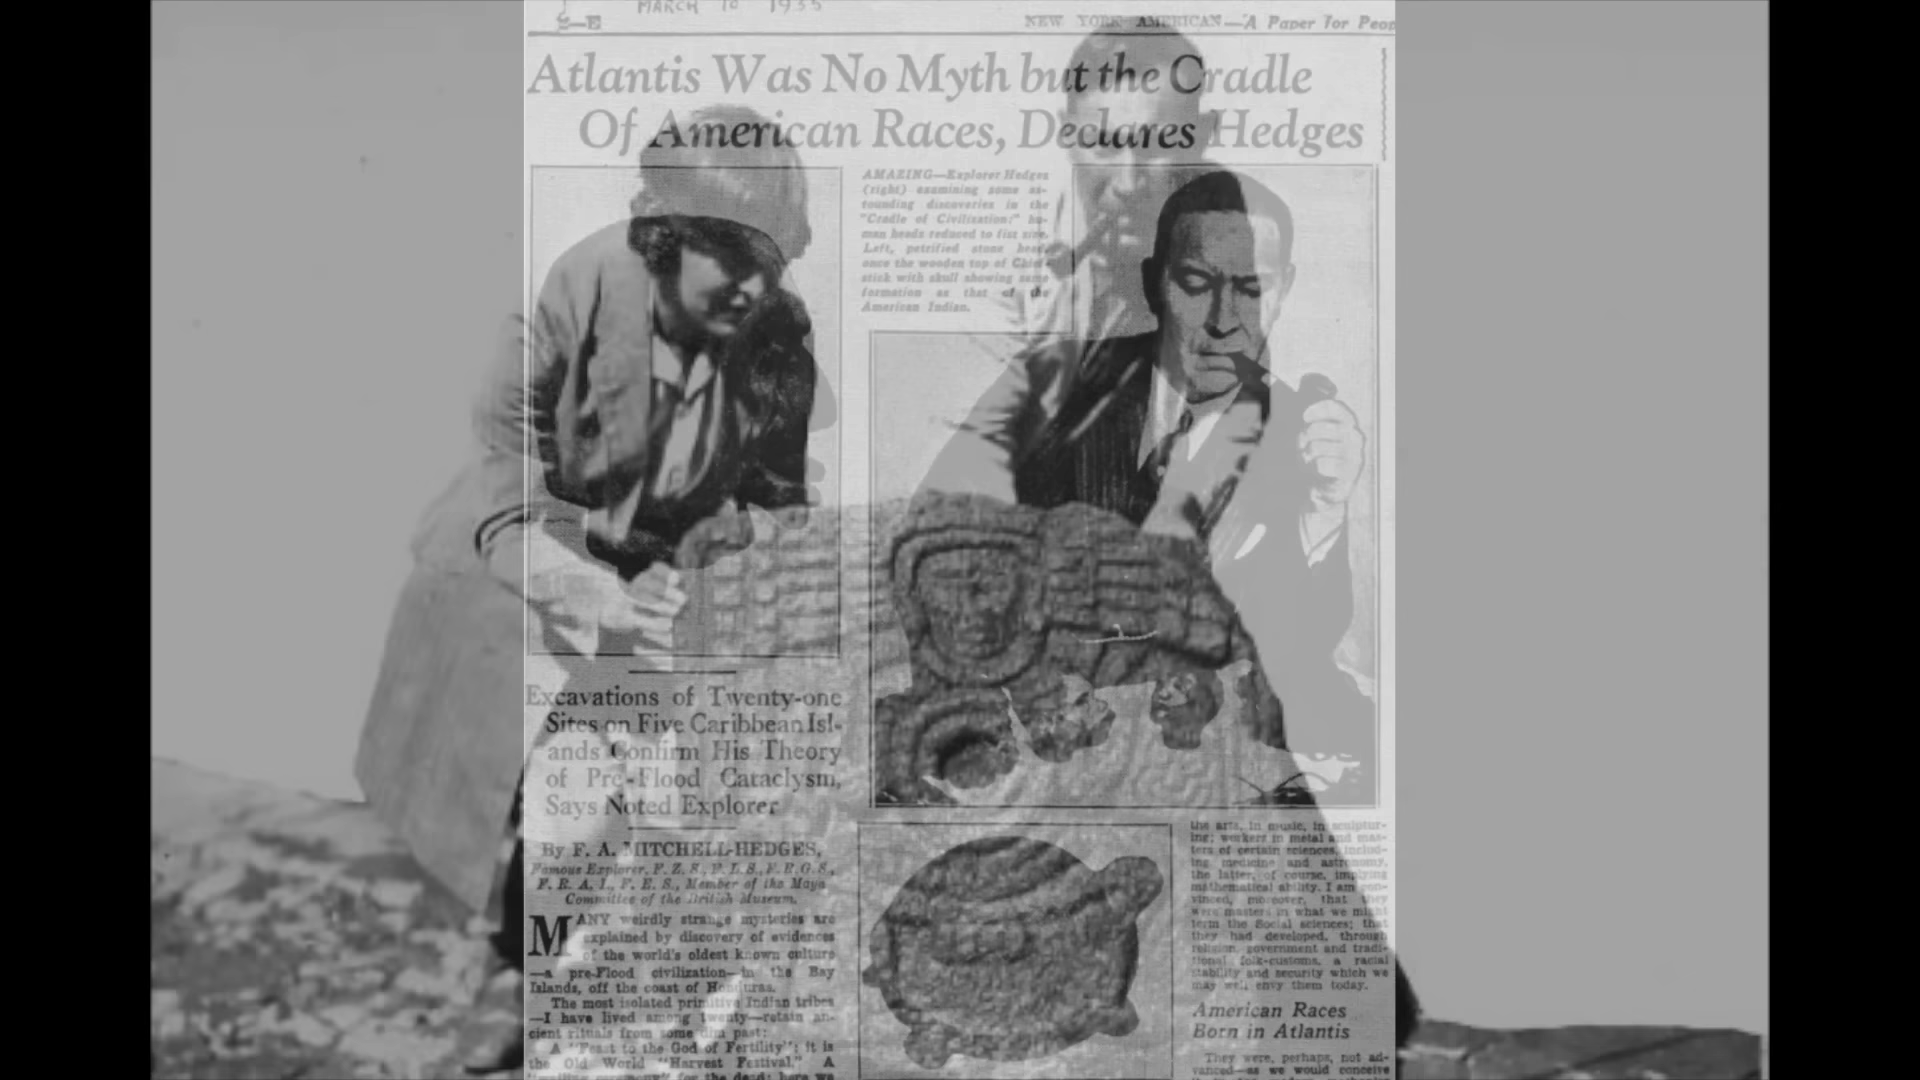 MARCH 10 1935
2—E
NEW YORK AMERICAN—A Paper for Peop
Atlantis Was No Myth but the Cradle
Of American Races, Declares Hedges
AMAZING—Explorer Hedges
(right) examining some as-
tounding discoveries in the
"Cradle of Civilization:" hu-
man heads reduced to fist size.
Left, petrified stone head
once the wooden top of Chief
stick with skull showing same
formation as that of the
American Indian.
Excavations of Twenty-one
Sites on Five Caribbean Isl-
ands Confirm His Theory
of Pre-Flood Cataclysm,
Says Noted Explorer
By F. A. MITCHELL-HEDGES,
Famous Explorer, F. Z. S., F. L. S., F. R. G. S.,
F. R. A. I., F. E. S., Member of the Maya
Committee of the British Museum.
MANY weirdly strange mysteries are
explained by discovery of evidences
of the world's oldest known culture
—a pre-Flood civilization—in the Bay
Islands, off the coast of Honduras.
The most isolated primitive Indian tribes
—I have lived among twenty—retain an-
cient rituals from some dim past:
A "Feast to the God of Fertility"; it is
the Old World "Harvest Festival." A
"wailing ceremony" for the dead; here we
the arts, in music, in sculptur-
ing; workers in metal and mas-
ters of certain sciences, includ-
ing medicine and astronomy,
the latter, of course, implying
mathematical ability. I am con-
vinced, moreover, that they
were masters in what we might
term the Social sciences; that
they had developed, through
religion, government and tradi-
tional folk-customs, a racial
stability and security which we
may well envy them today.
American Races
Born in Atlantis
They were, perhaps, not ad-
vanced—as we would conceive